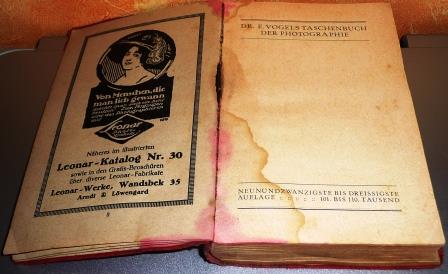 Von Menschen, die
man lieb gewann
Leonar
Näheres im illustrierten
Leonar-Katalog Nr. 30
sowie in den Gratis-Broschüren
über diverse Leonar-Fabrikate
Leonar-Werke, Wandsbek 35
Arndt & Löwengard
DR. E. VOGELS TASCHENBUCH
DER PHOTOGRAPHIE
NEUNUNDZWANZIGSTE BIS DREISSIGSTE
AUFLAGE : : : : : 101. BIS 110. TAUSEND